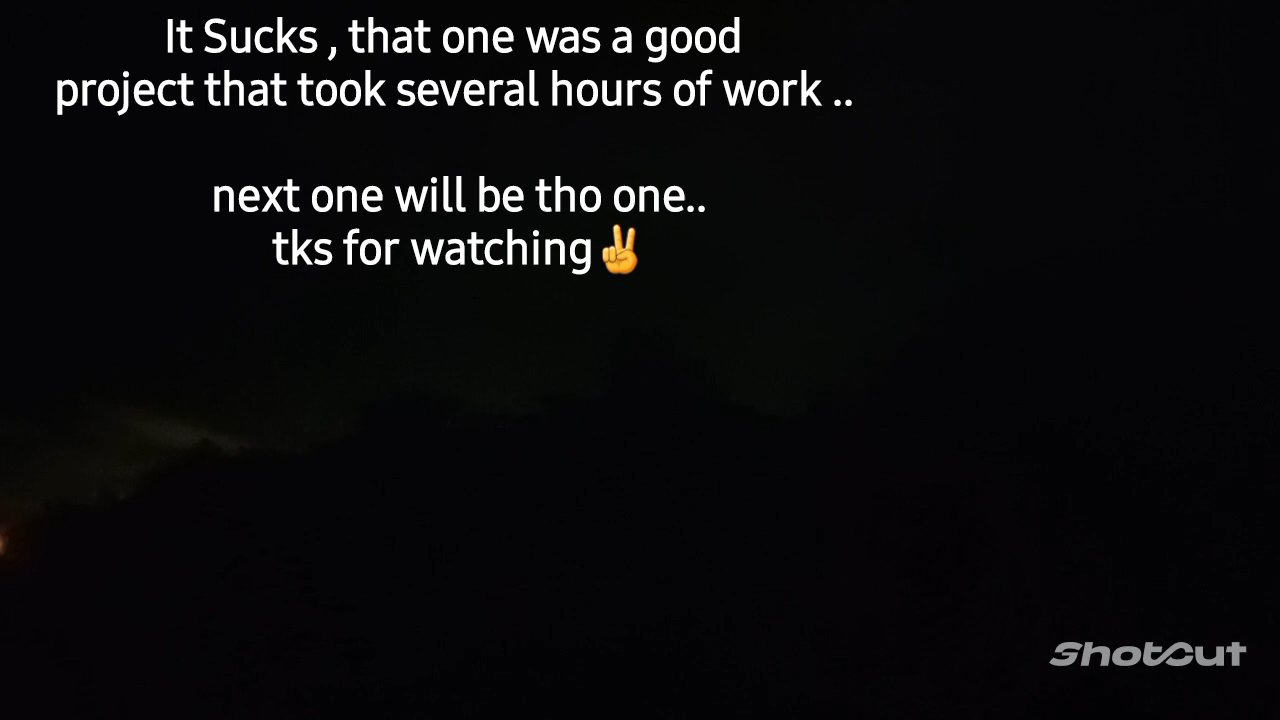 It Sucks , that one was a good
project that took several hours of work ..
next one will be tho one..
tks for watching✌
ShotCut